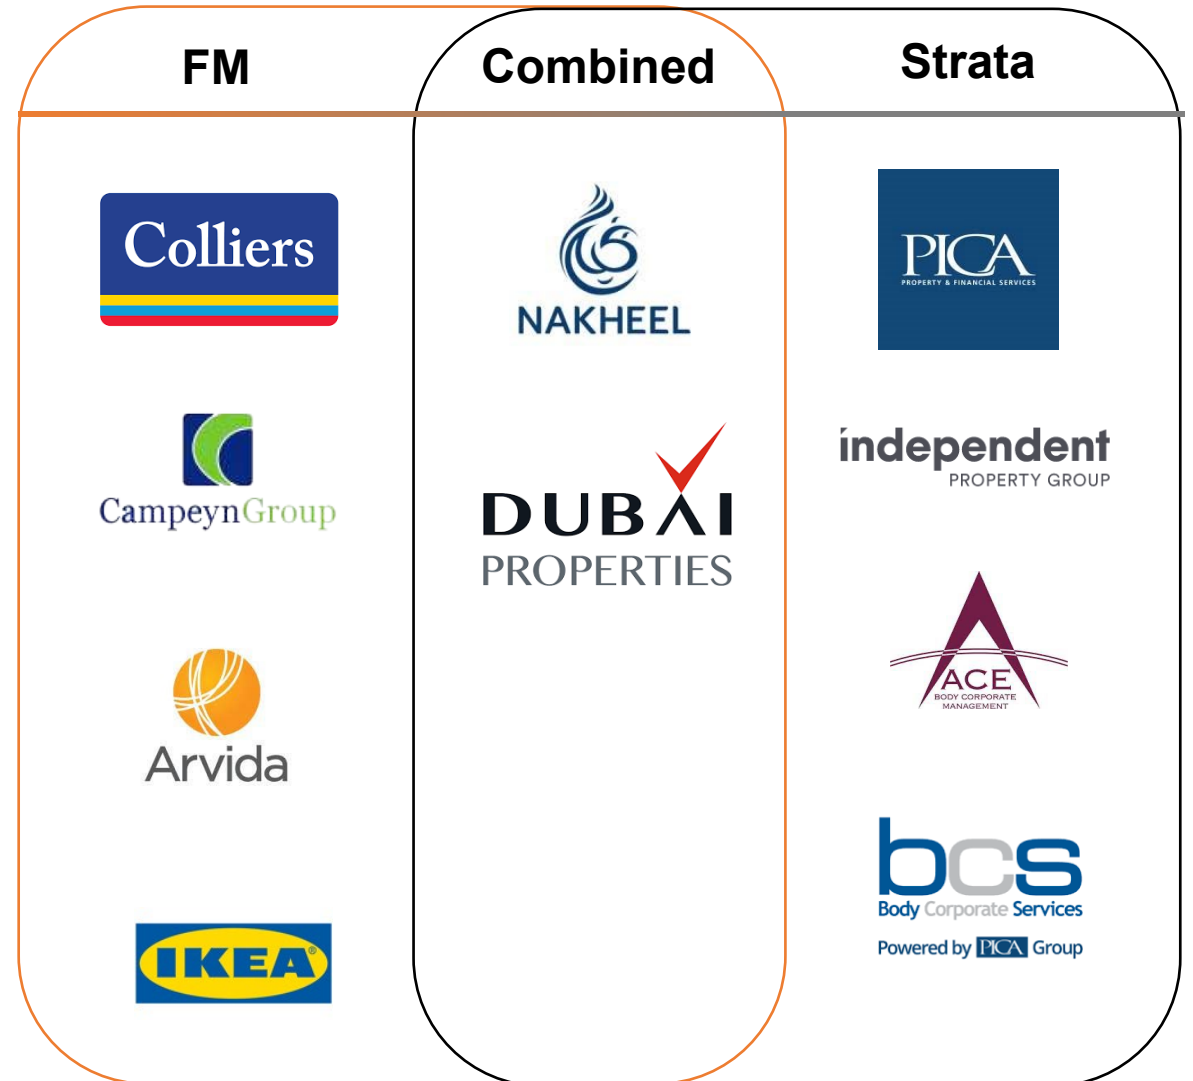 FM
Combined
Strata
Colliers
CampeynGroup
Arvida
IKEA
®
NAKHEEL
DUBAI
PROPERTIES
PICA
PROPERTY & FINANCIAL SERVICES
independent
PROPERTY GROUP
ACE
BODY CORPORATE
MANAGEMENT
bcs
Body Corporate Services
Powered by PICA Group